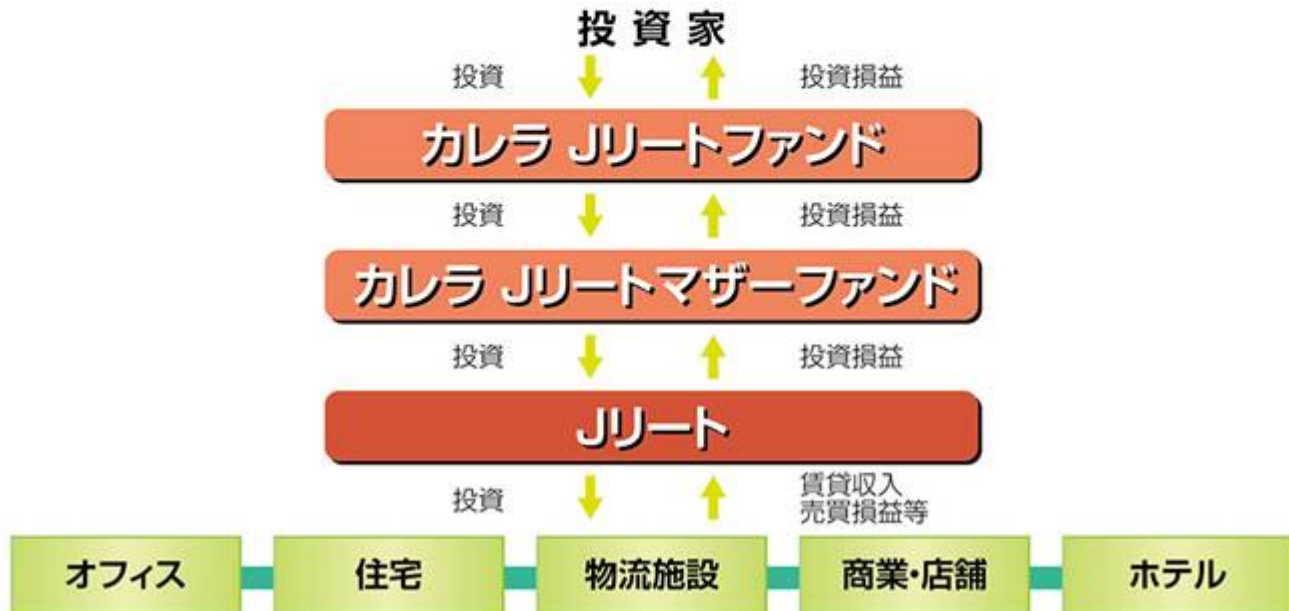 投資家
投資 投資損益
カレラ Jリートファンド
投資 投資損益
カレラ Jリートマザーファンド
投資 投資損益
Jリート
投資 賃貸収入
売買損益等
オフィス 住宅 物流施設 商業・店舗 ホテル